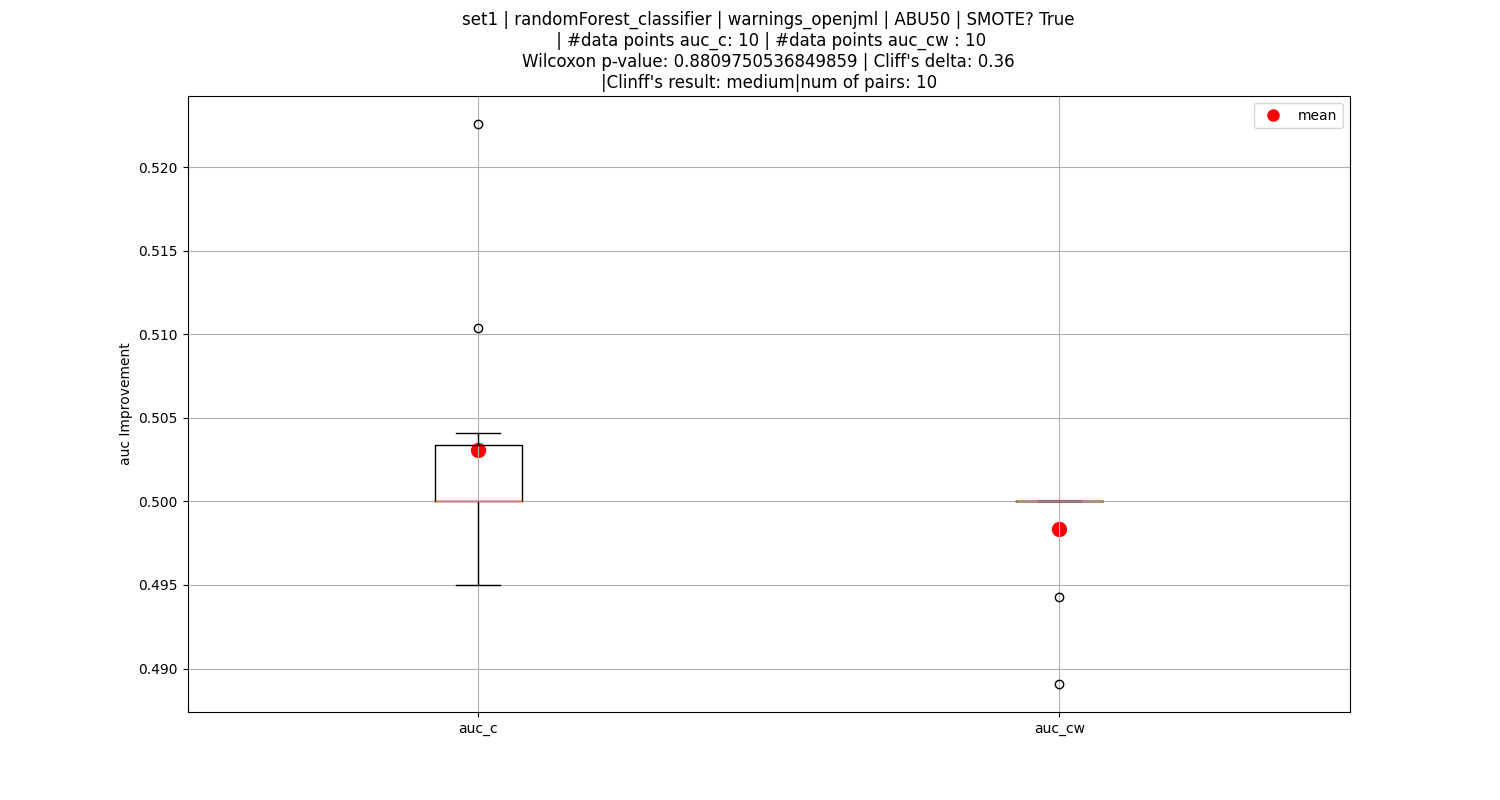 set1 | randomForest_classifier | warnings_openjml | ABU50 | SMOTE? True
| #data points auc_c: 10 | #data points auc_cw : 10
Wilcoxon p-value: 0.8809750536849859 | Cliff's delta: 0.36
|Clinff's result: medium|num of pairs: 10
mean
0.520
0.515
0.510
0.505
0.500
0.495
0.490
auc Improvement
auc_c
auc_cw